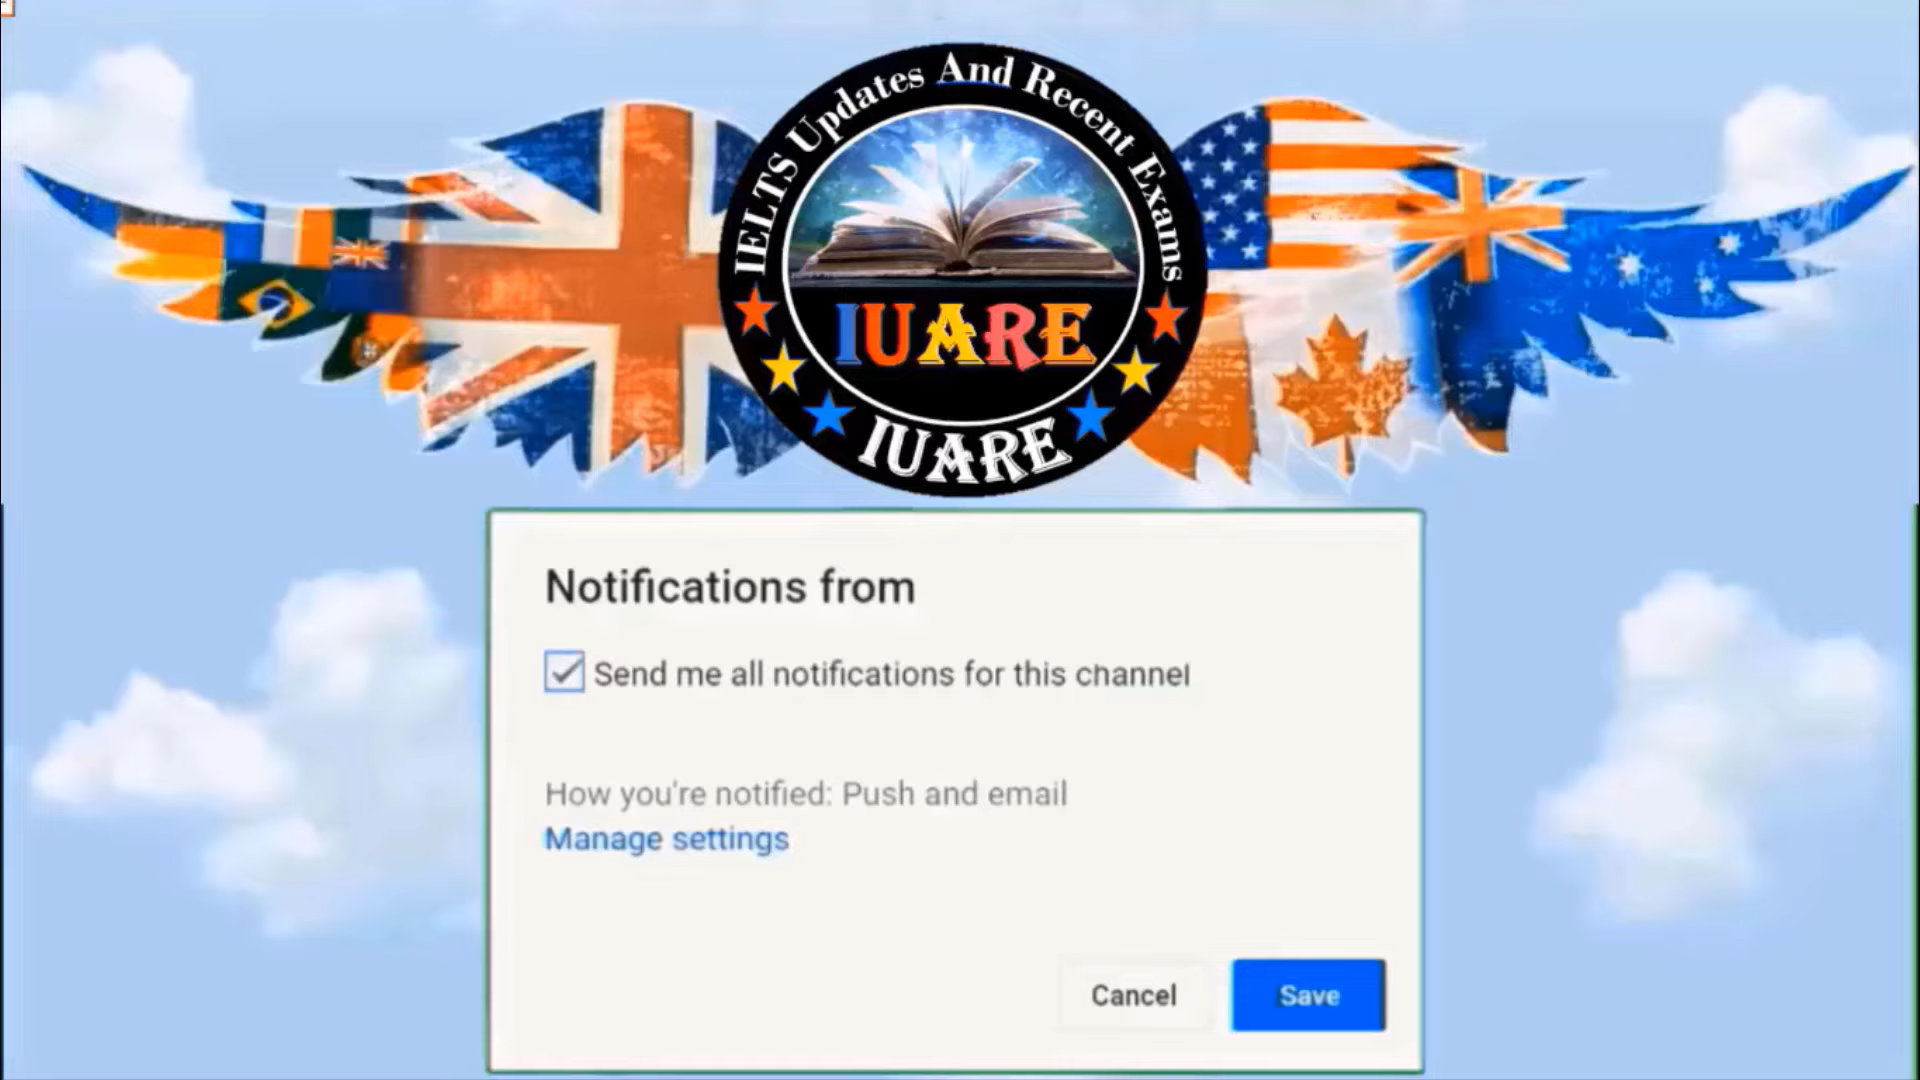 IELTS Updates And Recent Exams
IUARE
IUARE
Notifications from
Send me all notifications for this channel
How you're notified: Push and email
Manage settings
Cancel
Save